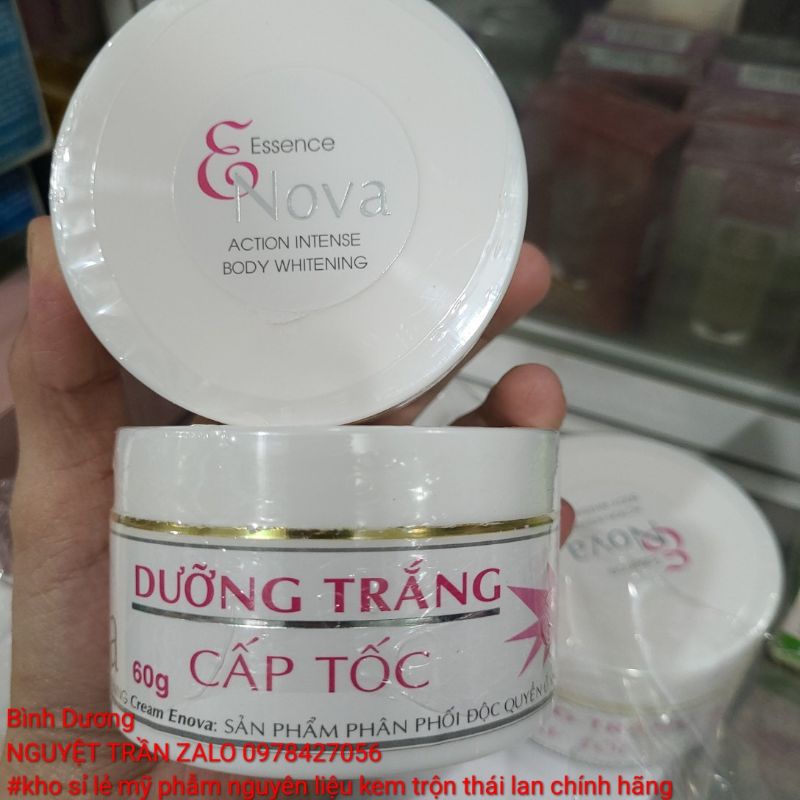 Essence
Nova
ACTION INTENSE
BODY WHITENING
DƯỠNG TRẮNG
CẤP TỐC
60g
Cream Enova: SẢN PHẨM PHÂN PHỐI ĐỘC QUYỀN
Nova
Bình Dương
NGUYỆT TRẦN ZALO 0978427056
#kho sỉ lẻ mỹ phẩm nguyên liệu kem trộn thái lan chính hãng